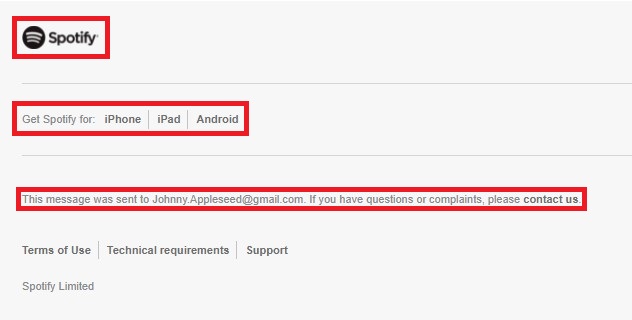 Spotify®
Get Spotify for: iPhone iPad Android
This message was sent to Johnny.Appleseed@gmail.com. If you have questions or complaints, please contact us.
Terms of Use Technical requirements Support
Spotify Limited